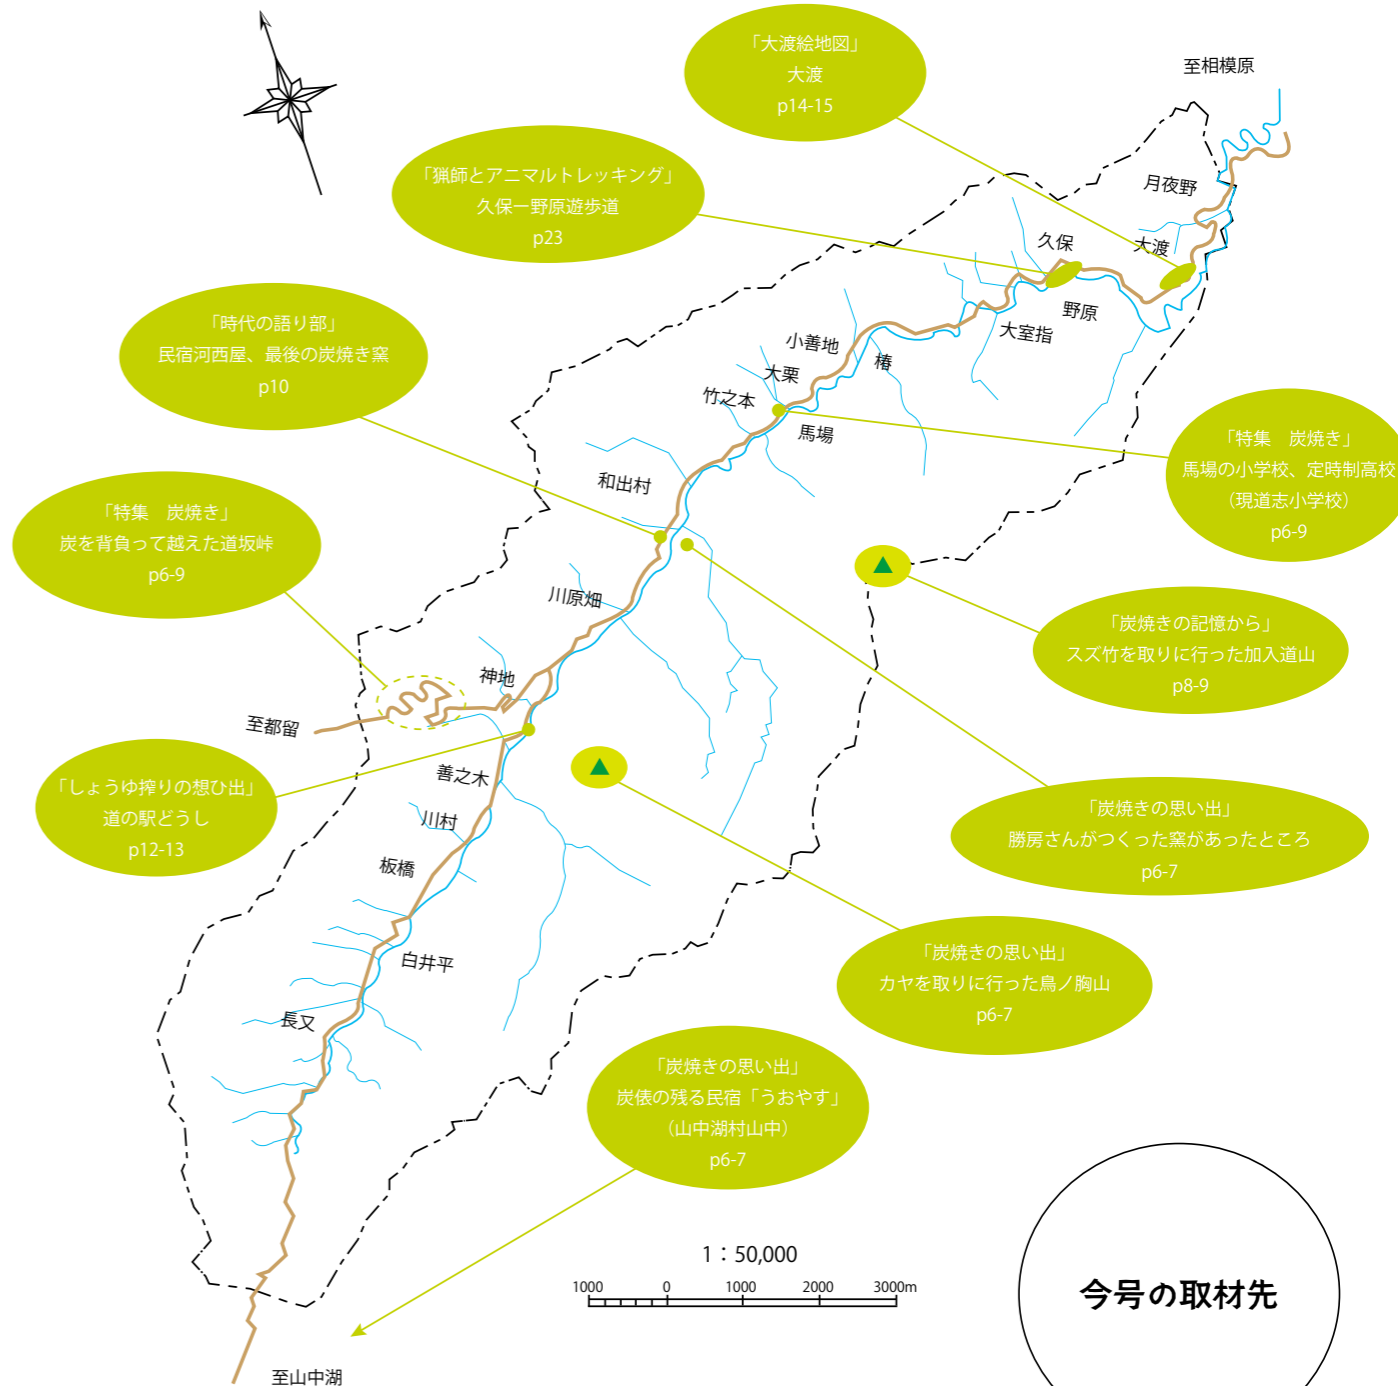 「大渡絵地図」
大渡
p14-15
至相模原
「猟師とアニマルトレッキング」
久保ー野原遊歩道
p23
月夜野
大渡
久保
野原
大室指
「時代の語り部」
民宿河西屋、最後の炭焼き窯
p10
小善地
椿
大栗
竹之本
馬場
「特集　炭焼き」
馬場の小学校、定時制高校
（現道志小学校）
p6-9
和出村
「特集　炭焼き」
炭を背負って越えた道坂峠
p6-9
川原畑
「炭焼きの記憶から」
スズ竹を取りに行った加入道山
p8-9
神地
至都留
善之木
「しょうゆ搾りの想ひ出」
道の駅どうし
p12-13
川村
「炭焼きの思い出」
勝房さんがつくった窯があったところ
p6-7
板橋
白井平
「炭焼きの思い出」
カヤを取りに行った鳥ノ胸山
p6-7
長又
「炭焼きの思い出」
炭俵の残る民宿「うおやす」
（山中湖村山中）
p6-7
1：50,000
1000 0 1000 2000 3000m
今号の取材先
至山中湖